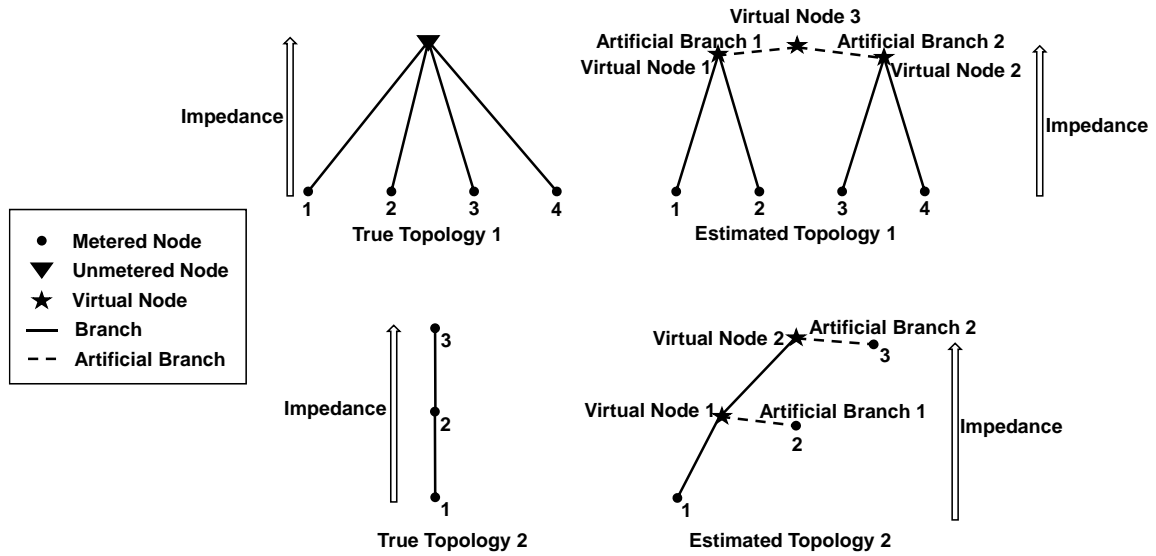 Virtual Node 3
Artificial Branch 1
Artificial Branch 2
Virtual Node 1
Virtual Node 2
Impedance
Impedance
1
2
3
4
1
2
3
4
True Topology 1
Estimated Topology 1
Metered Node
Unmetered Node
Virtual Node
Branch
Artificial Branch
3
Impedance
2
1
True Topology 2
Virtual Node 2
Artificial Branch 2
3
Virtual Node 1
Artificial Branch 1
2
Impedance
1
Estimated Topology 2